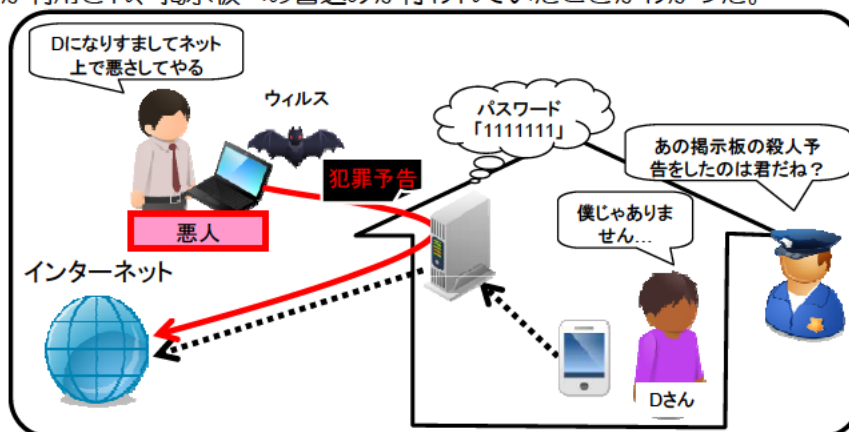 Dになりすましてネット
上で悪さしてやる
ウィルス
パスワード
「1111111」
あの掲示板の殺人予
告をしたのは君だね？
犯罪予告
僕じゃありま
せん…
悪人
インターネット
Dさん